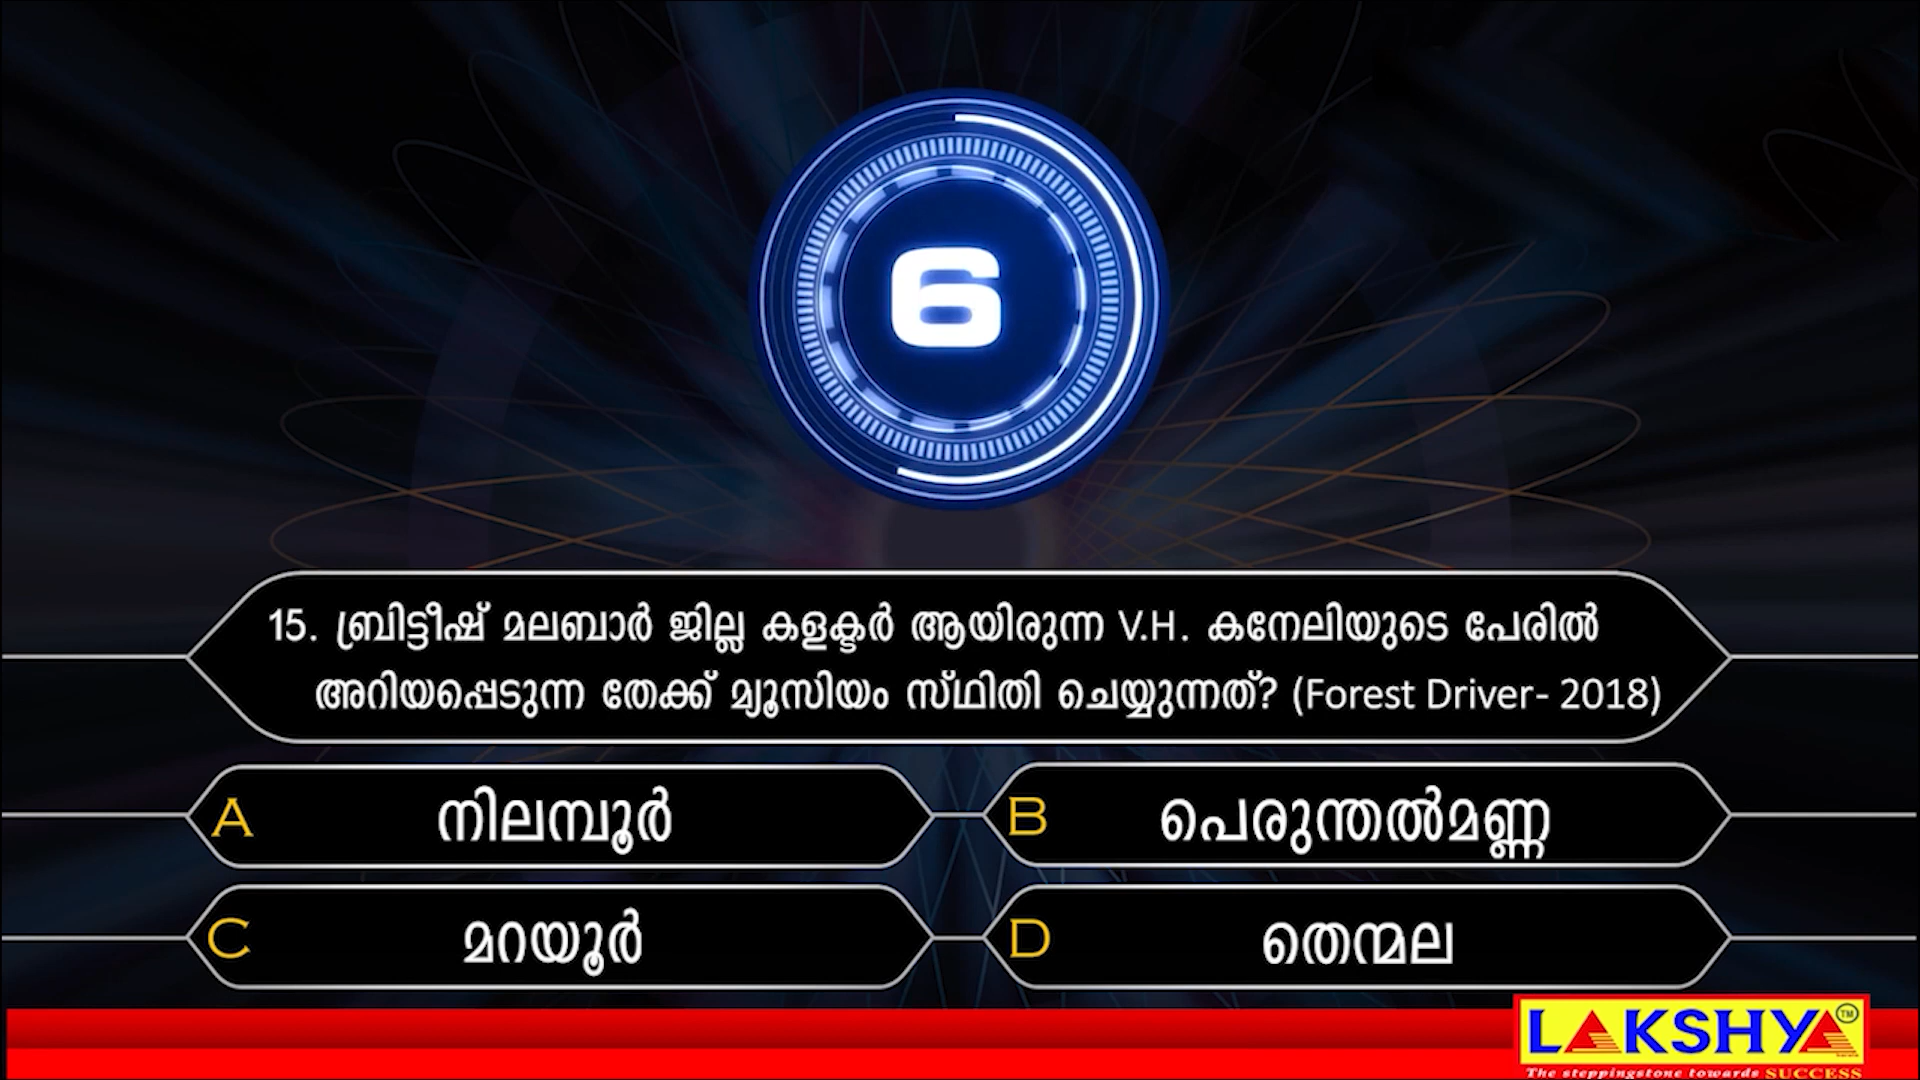 6
15. ബ്രിട്ടീഷ് മലബാർ ജില്ല കളക്ടർ ആയിരുന്ന V.H. കനേലിയുടെ പേരിൽ
അറിയപ്പെടുന്ന തേക്ക് മ്യൂസിയം സ്ഥിതി ചെയ്യുന്നത്? (Forest Driver- 2018)
A നിലമ്പൂർ
B പെരുന്തൽമണ്ണ
C മറയൂർ
D തെന്മല
LAKSHYA TM
The steppingstone towards SUCCESS